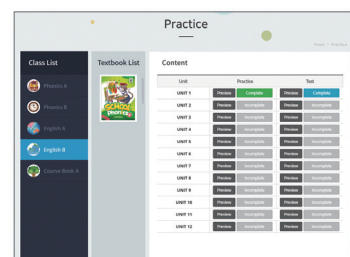 Practice
Home > Practice
Class List
Textbook List
Content
Phonics A
Phonics B
English A
English B
Course Book A
SCHOOL
Phonics
Unit Practice Test
UNIT 1 Preview Complete Preview Complete
UNIT 2 Preview Incomplete Preview Incomplete
UNIT 3 Preview Incomplete Preview Incomplete
UNIT 4 Preview Incomplete Preview Incomplete
UNIT 5 Preview Incomplete Preview Incomplete
UNIT 6 Preview Incomplete Preview Incomplete
UNIT 7 Preview Incomplete Preview Incomplete
UNIT 8 Preview Incomplete Preview Incomplete
UNIT 9 Preview Incomplete Preview Incomplete
UNIT 10 Preview Incomplete Preview Incomplete
UNIT 11 Preview Incomplete Preview Incomplete
UNIT 12 Preview Incomplete Preview Incomplete